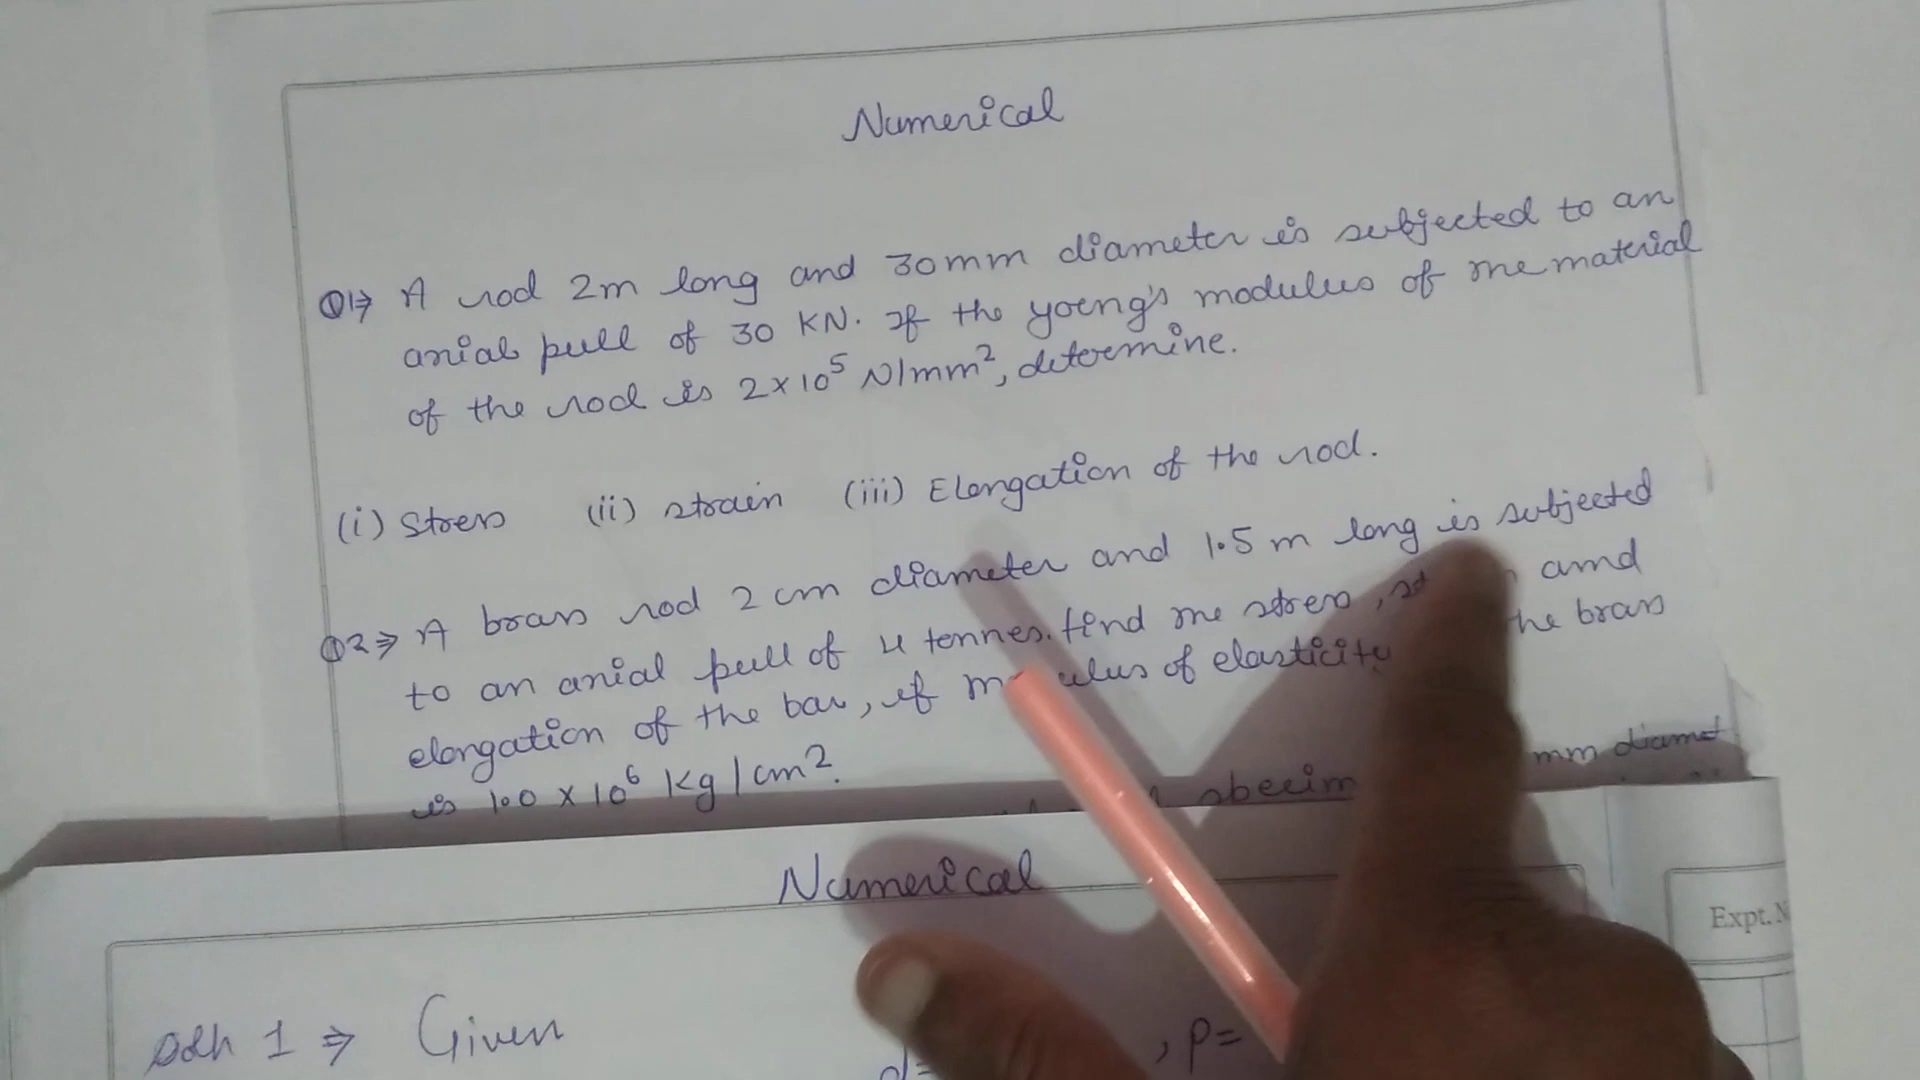 Numerical
Q1⇒ A rod 2m long and 30mm diameter is subjected to an
axial pull of 30 KN. If the young's modulus of the material
of the rod is 2×10⁵ N/mm², determine.
(i) Stress (ii) strain (iii) Elongation of the rod.
Q2⇒ A brass rod 2 cm diameter and 1.5 m long is subjected
to an axial pull of 4 tonnes. find the stress, and
elongation of the bar, if of elasticity the brass
is 1.0 × 10⁶ kg/cm².
mm
Numerical
Expt.
Soln 1 ⇒ Given , P=